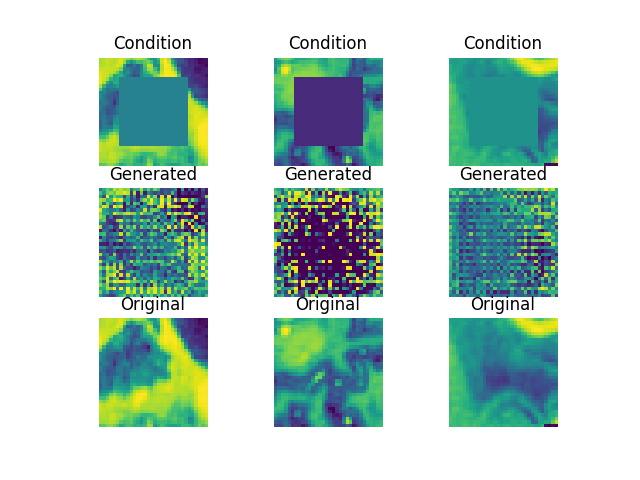 Condition Condition Condition
Generated Generated Generated
Original Original Original